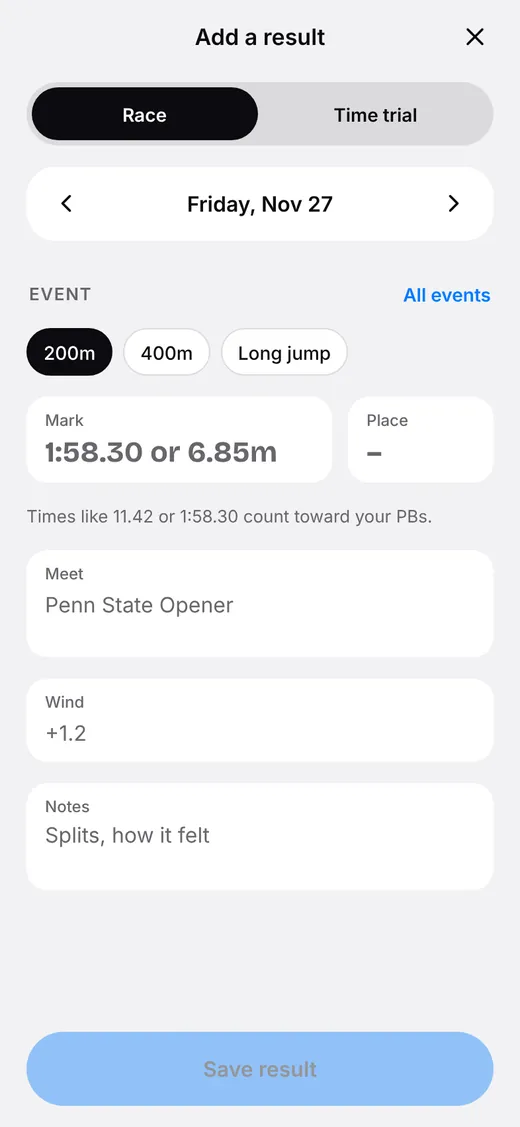 Add a result
Race
Time trial
Friday, Nov 27
EVENT
All events
200m
400m
Long jump
Mark
1:58.30 or 6.85m
Place
–
Times like 11.42 or 1:58.30 count toward your PBs.
Meet
Penn State Opener
Wind
+1.2
Notes
Splits, how it felt
Save result